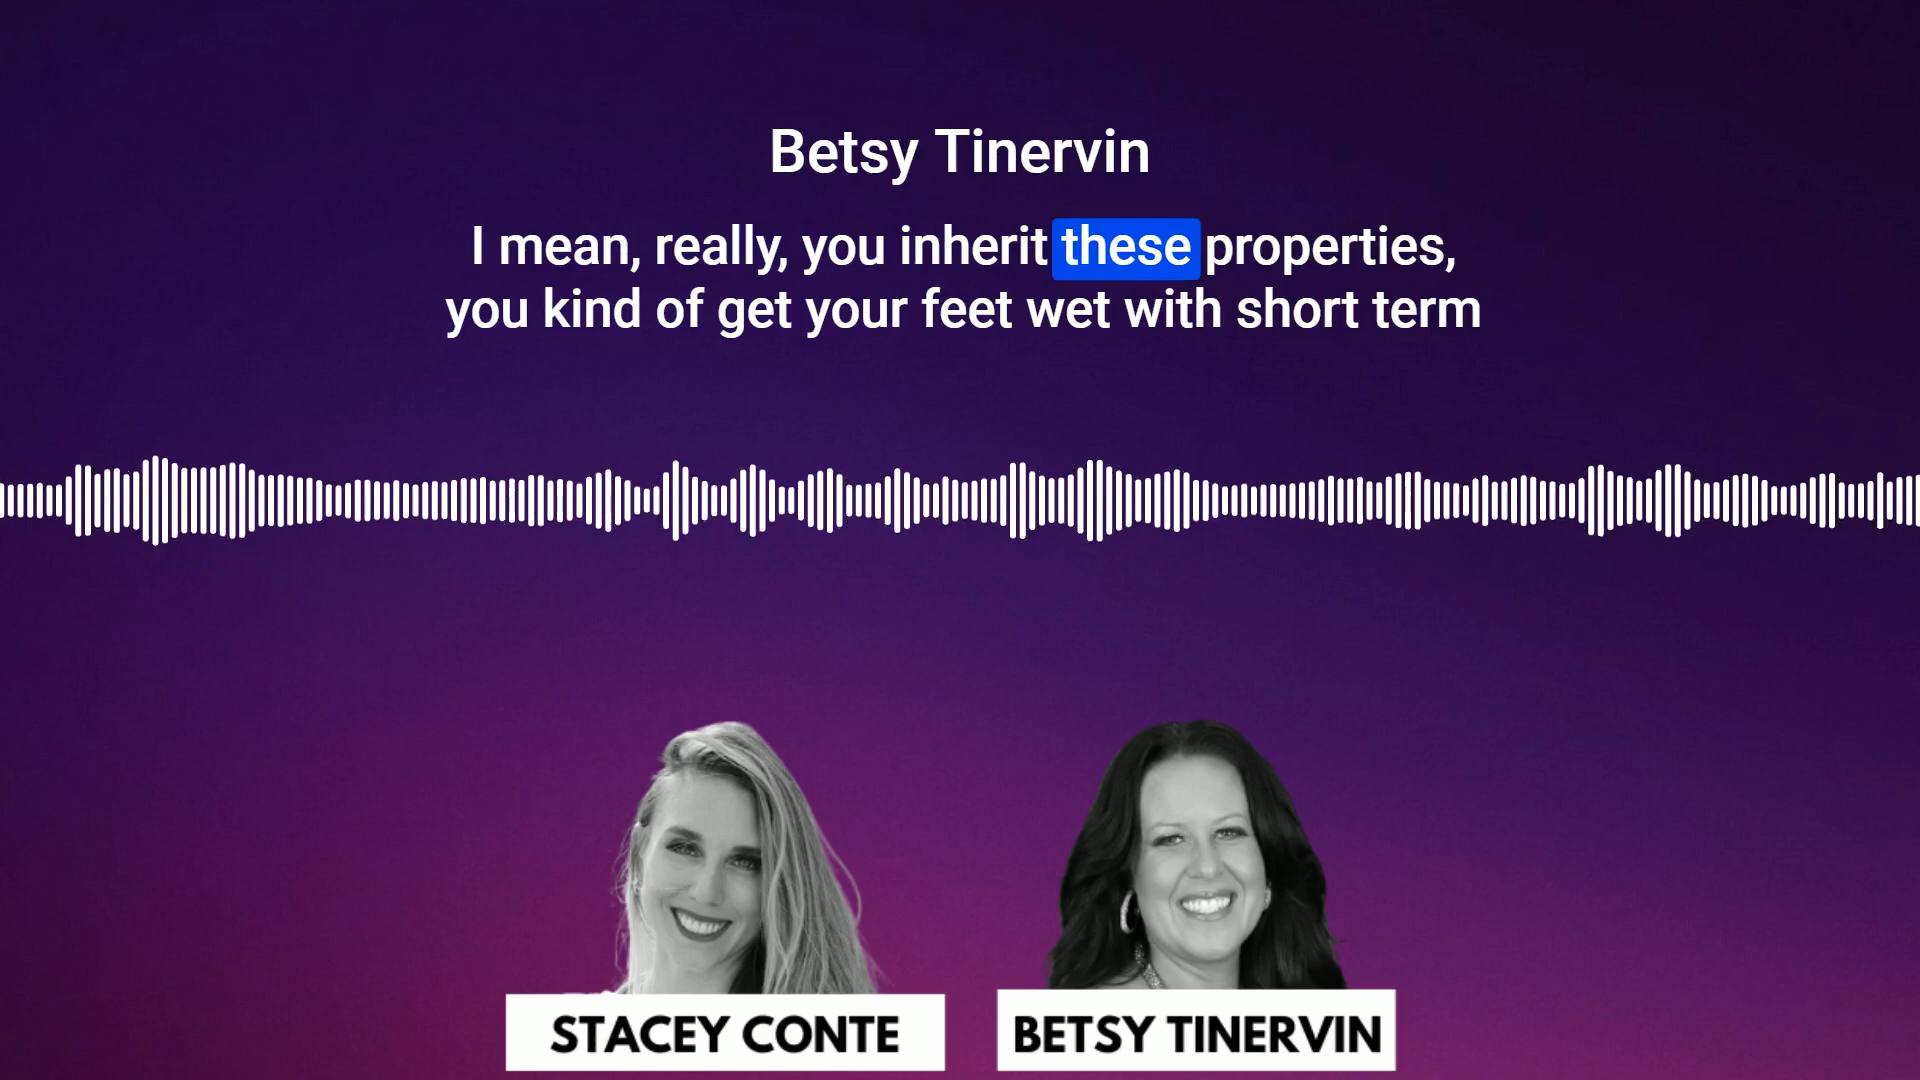 Betsy Tinervin
I mean, really, you inherit these properties,
you kind of get your feet wet with short term
STACEY CONTE
BETSY TINERVIN